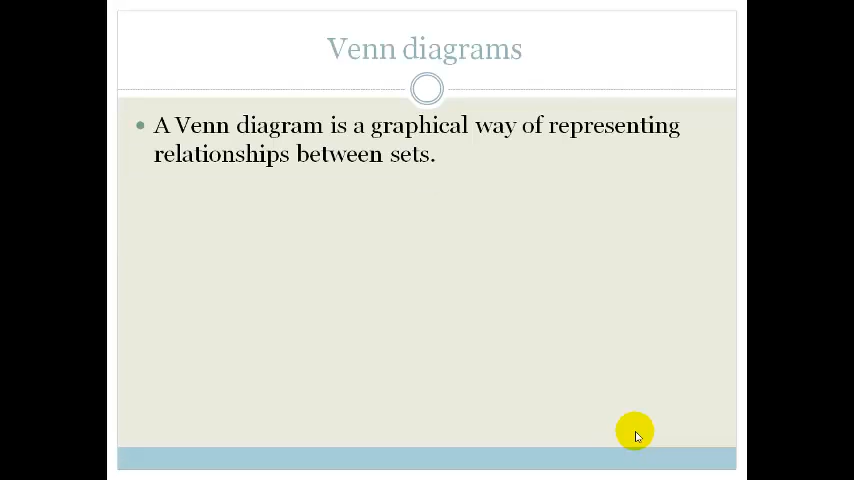 Venn diagrams
• A Venn diagram is a graphical way of representing
relationships between sets.